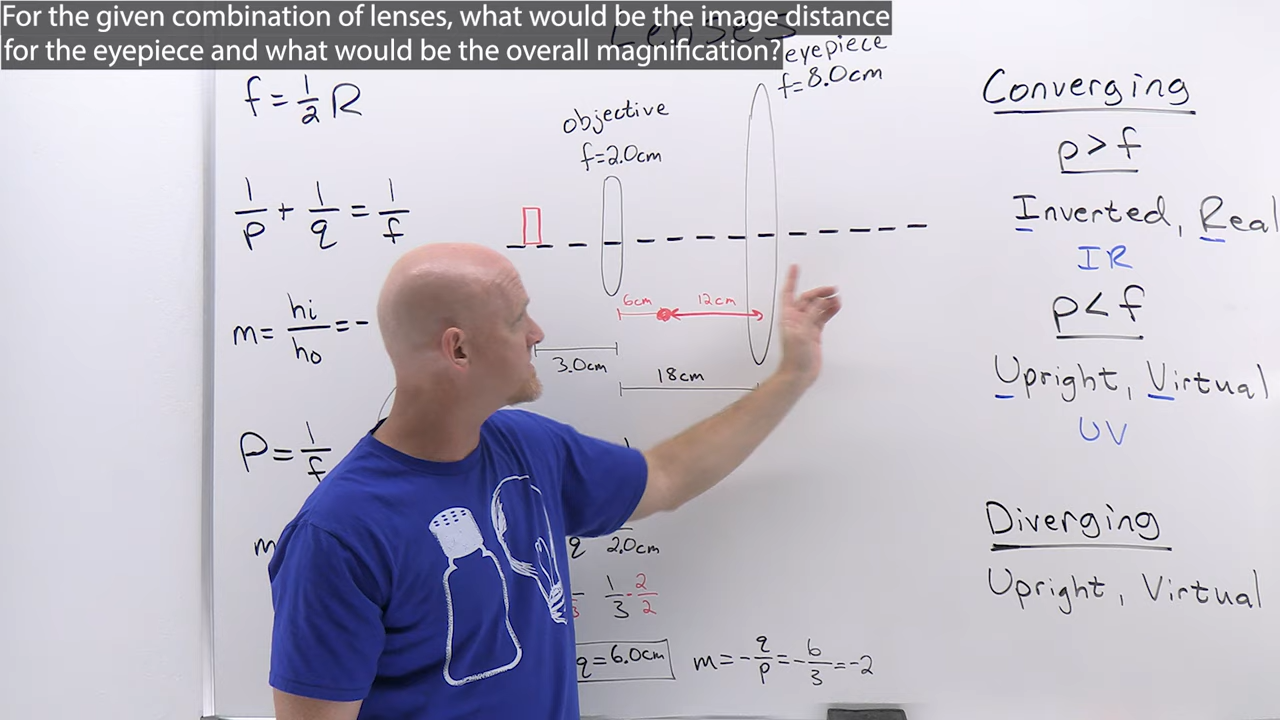 For the given combination of lenses, what would be the image distance
for the eyepiece and what would be the overall magnification?
Lenses
eyepiece
f=8.0cm
f=½R
objective
f=2.0cm
1/p + 1/q = 1/f
m=hi/ho=-
6cm
12cm
3.0cm
18cm
P=1/f
m
q 2.0cm
1/3 · 2/2
q=6.0cm
m=-q/p=-6/3=-2
Converging
p>f
Inverted, Real
IR
p<f
Upright, Virtual
UV
Diverging
Upright, Virtual